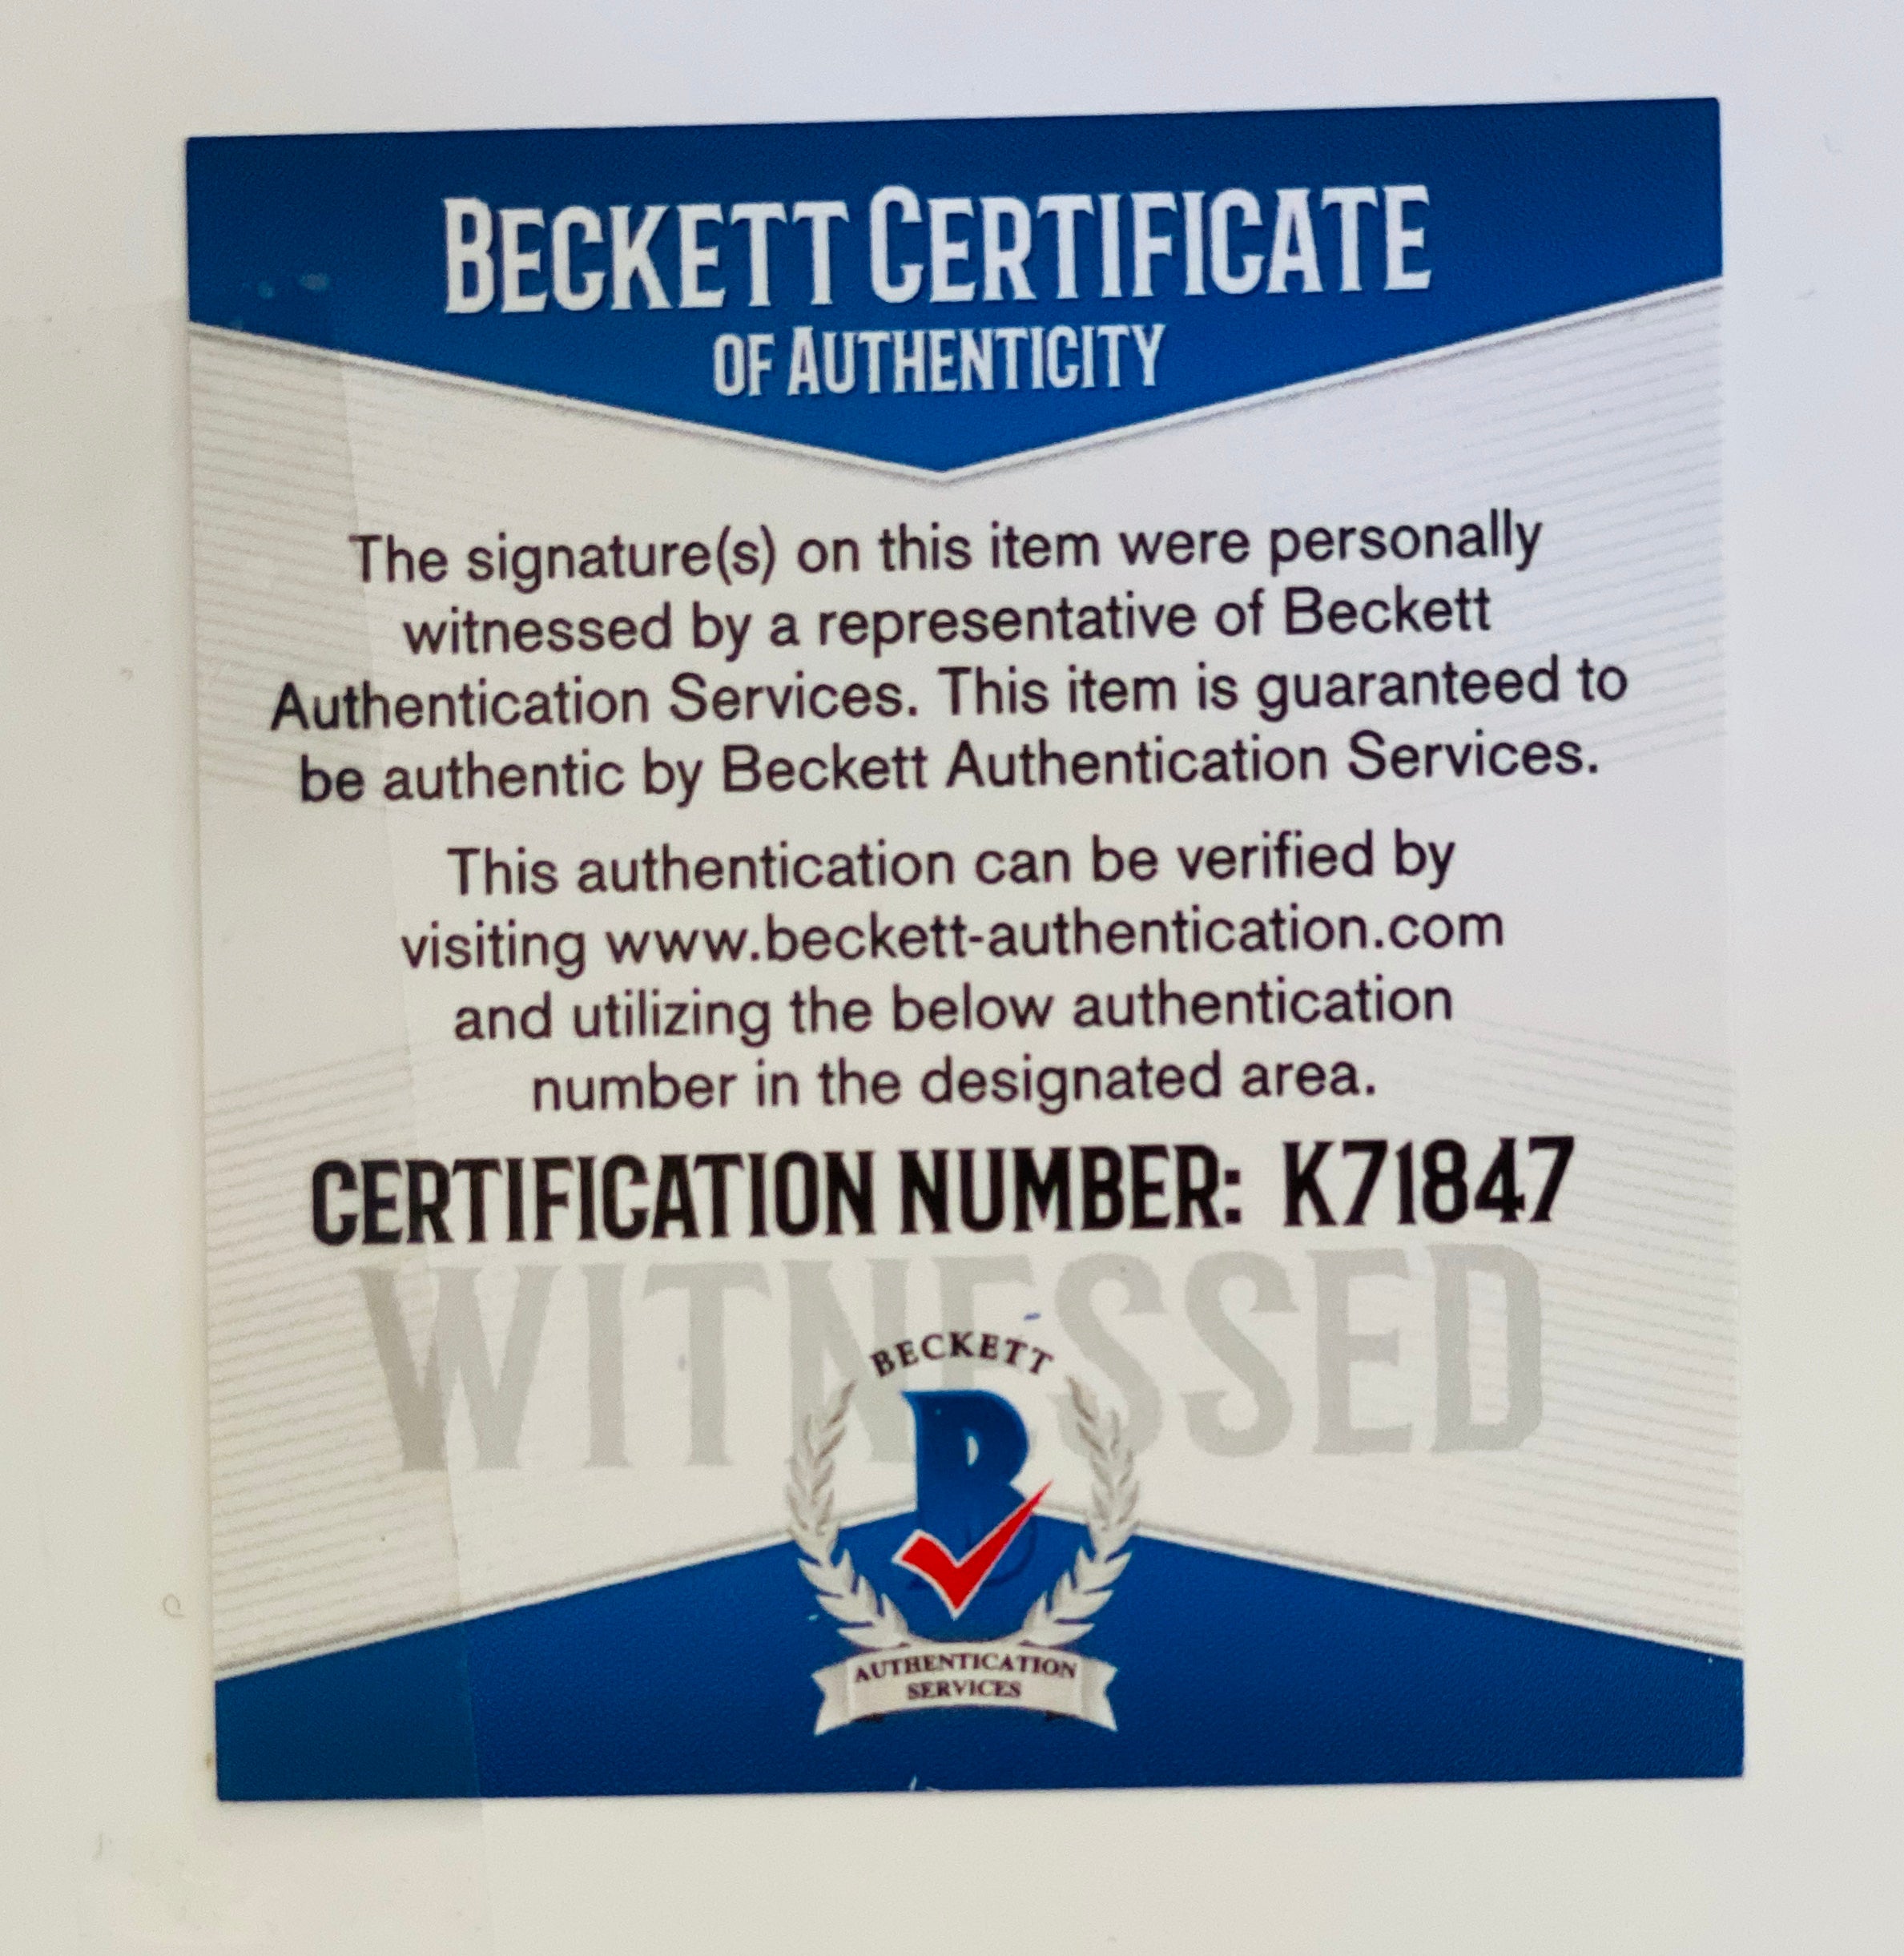 BECKETT CERTIFICATE
OF AUTHENTICITY
The signature(s) on this item were personally
witnessed by a representative of Beckett
Authentication Services. This item is guaranteed to
be authentic by Beckett Authentication Services.
This authentication can be verified by
visiting www.beckett-authentication.com
and utilizing the below authentication
number in the designated area.
CERTIFICATION NUMBER: K71847
WITNESSED
BECKETT
B
AUTHENTICATION
SERVICES